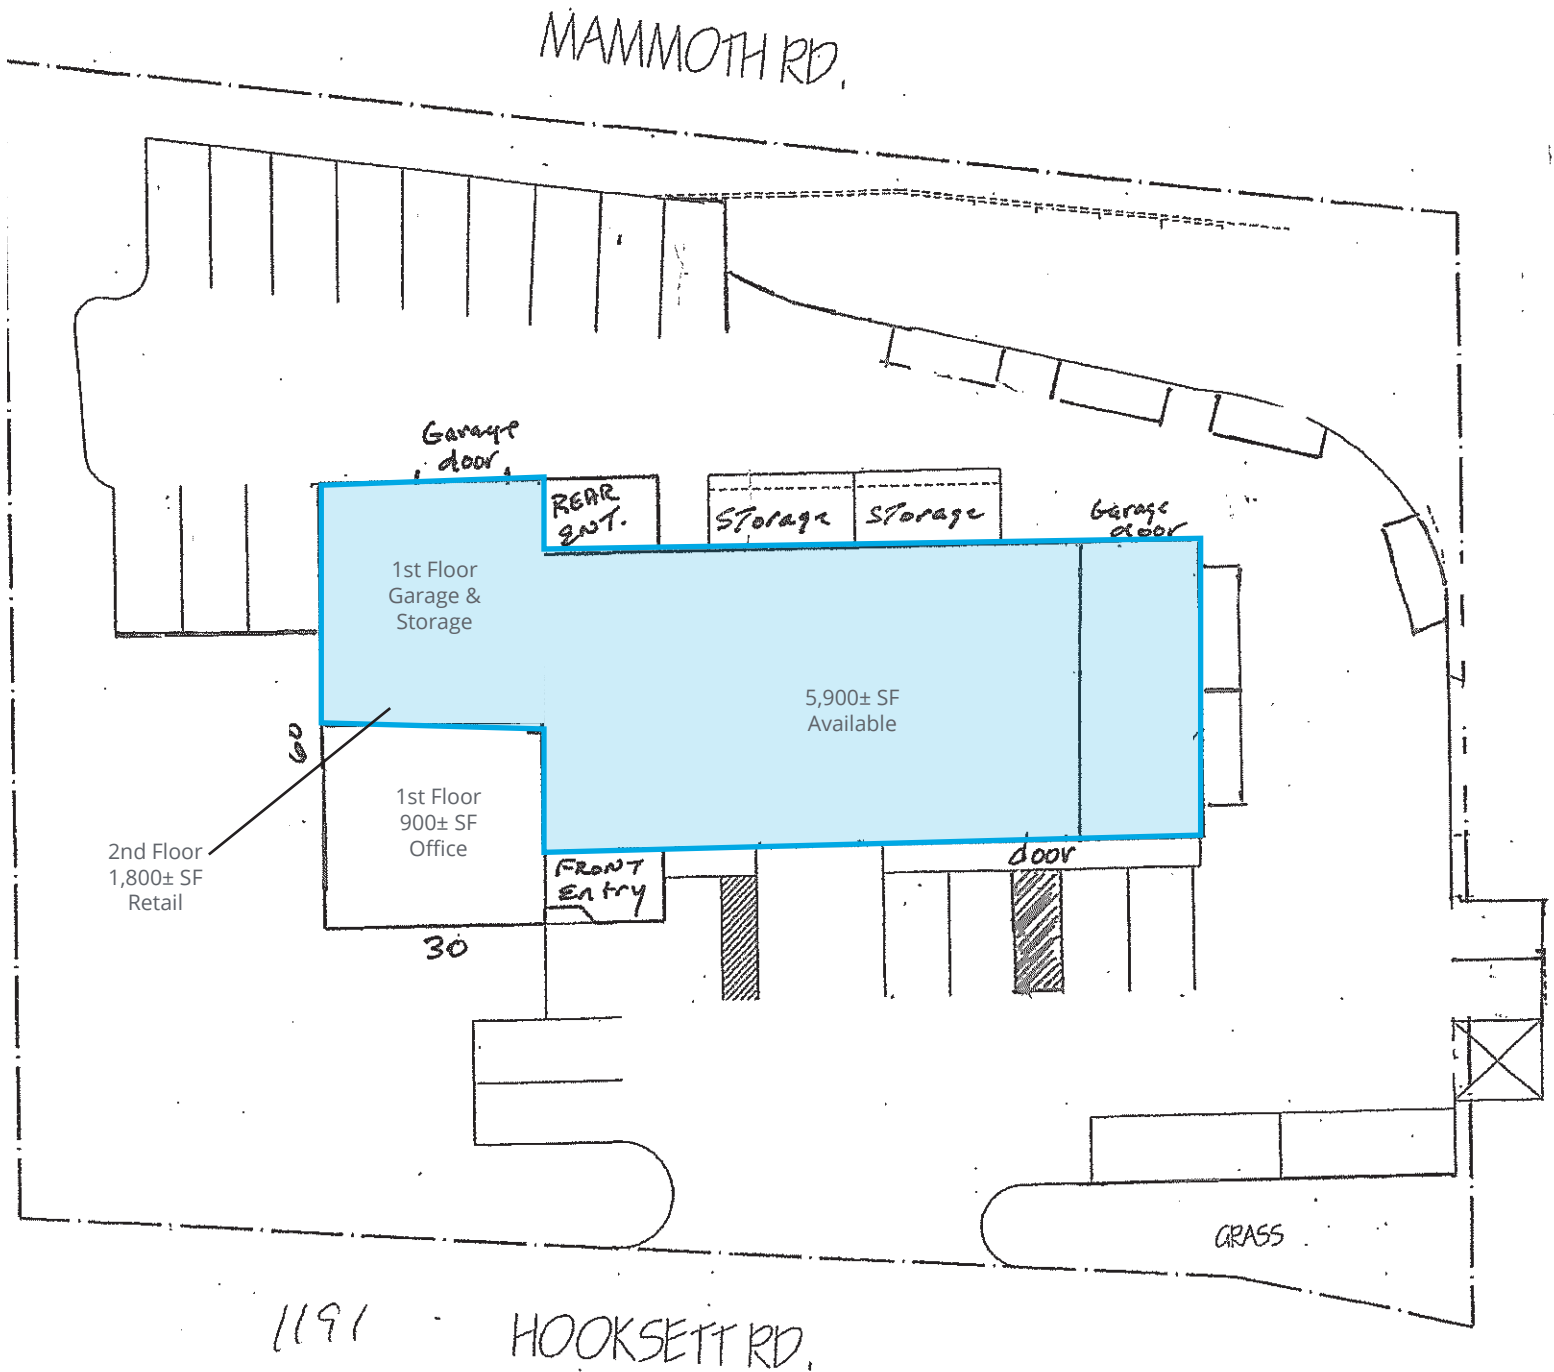 MAMMOTH RD.
Garage
door
REAR
ENT.
Storage
Storage
Garage
door
1st Floor
Garage &
Storage
5,900± SF
Available
60
1st Floor
900± SF
Office
2nd Floor
1,800± SF
Retail
FRONT
Entry
door
30
GRASS
1191
HOOKSETT RD.